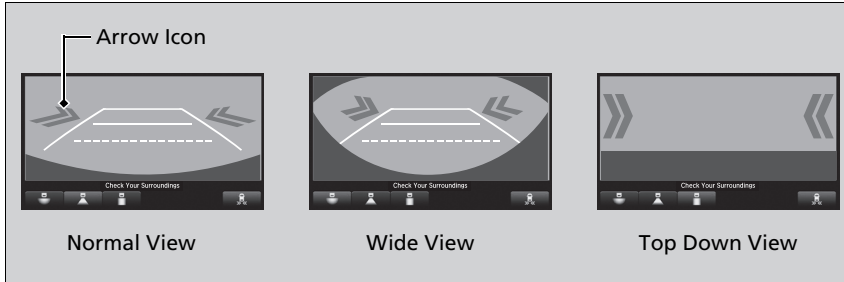 Arrow Icon
Check Your Surroundings
Check Your Surroundings
Check Your Surroundings
Normal View
Wide View
Top Down View